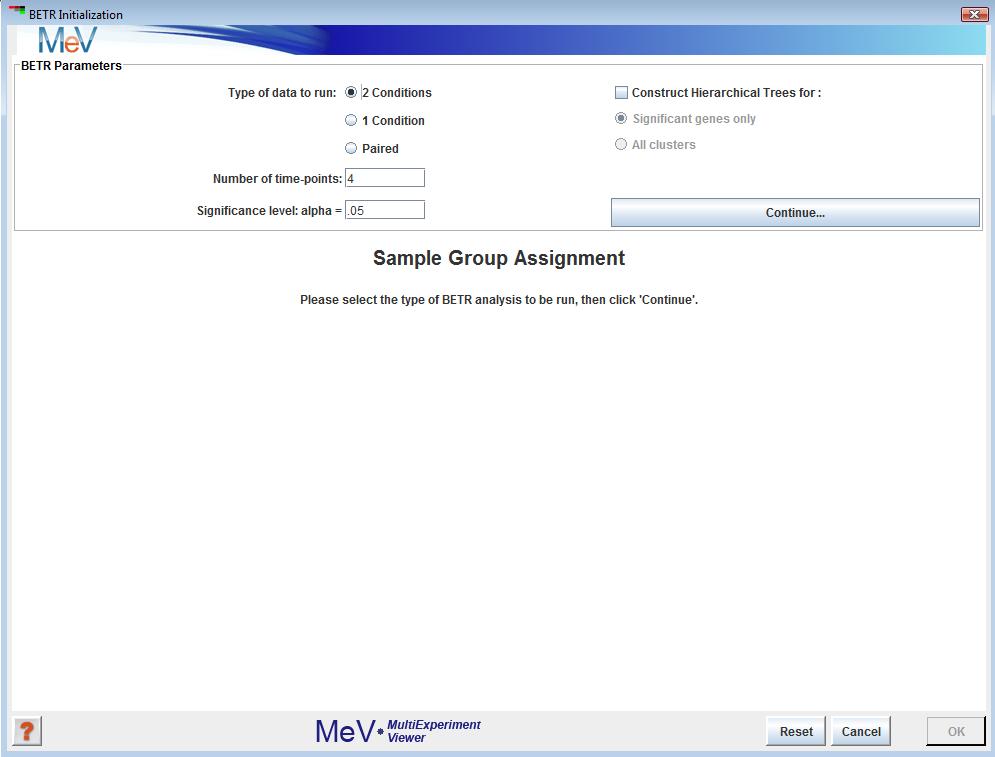 BETR Initialization
MeV
BETR Parameters
Type of data to run: 2 Conditions
1 Condition
Paired
Number of time-points: 4
Significance level: alpha = .05
Construct Hierarchical Trees for :
Significant genes only
All clusters
Continue...
Sample Group Assignment
Please select the type of BETR analysis to be run, then click 'Continue'.
?
MeV* MultiExperiment
Viewer
Reset
Cancel
OK